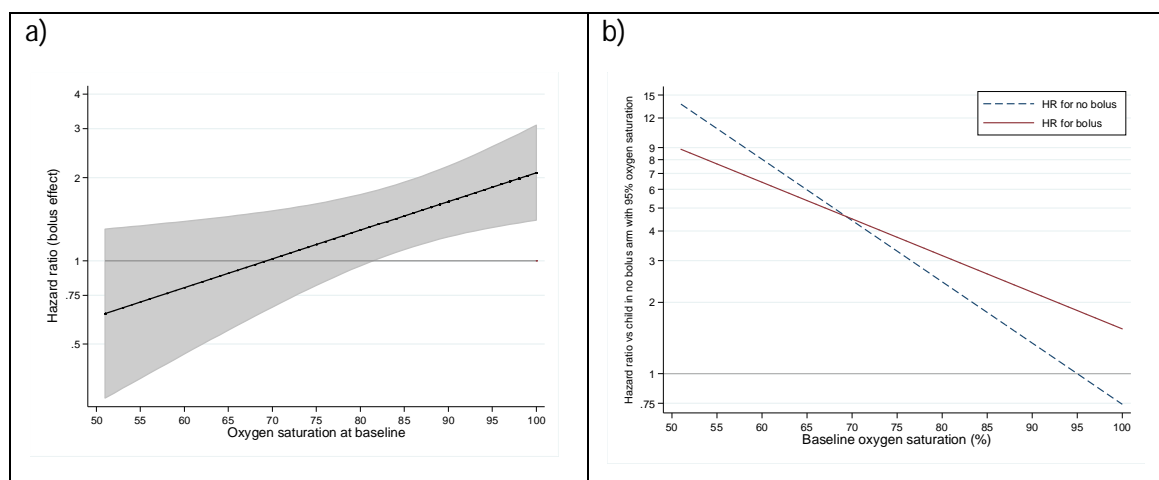 a)
Hazard ratio (bolus effect)
4
3
2
1
.75
.5
50 55 60 65 70 75 80 85 90 95 100
Oxygen saturation at baseline
b)
Hazard ratio vs child in no bolus arm with 95% oxygen saturation
15
12
9
8
7
6
5
4
3
2
1
.75
HR for no bolus
HR for bolus
50 55 60 65 70 75 80 85 90 95 100
Baseline oxygen saturation (%)